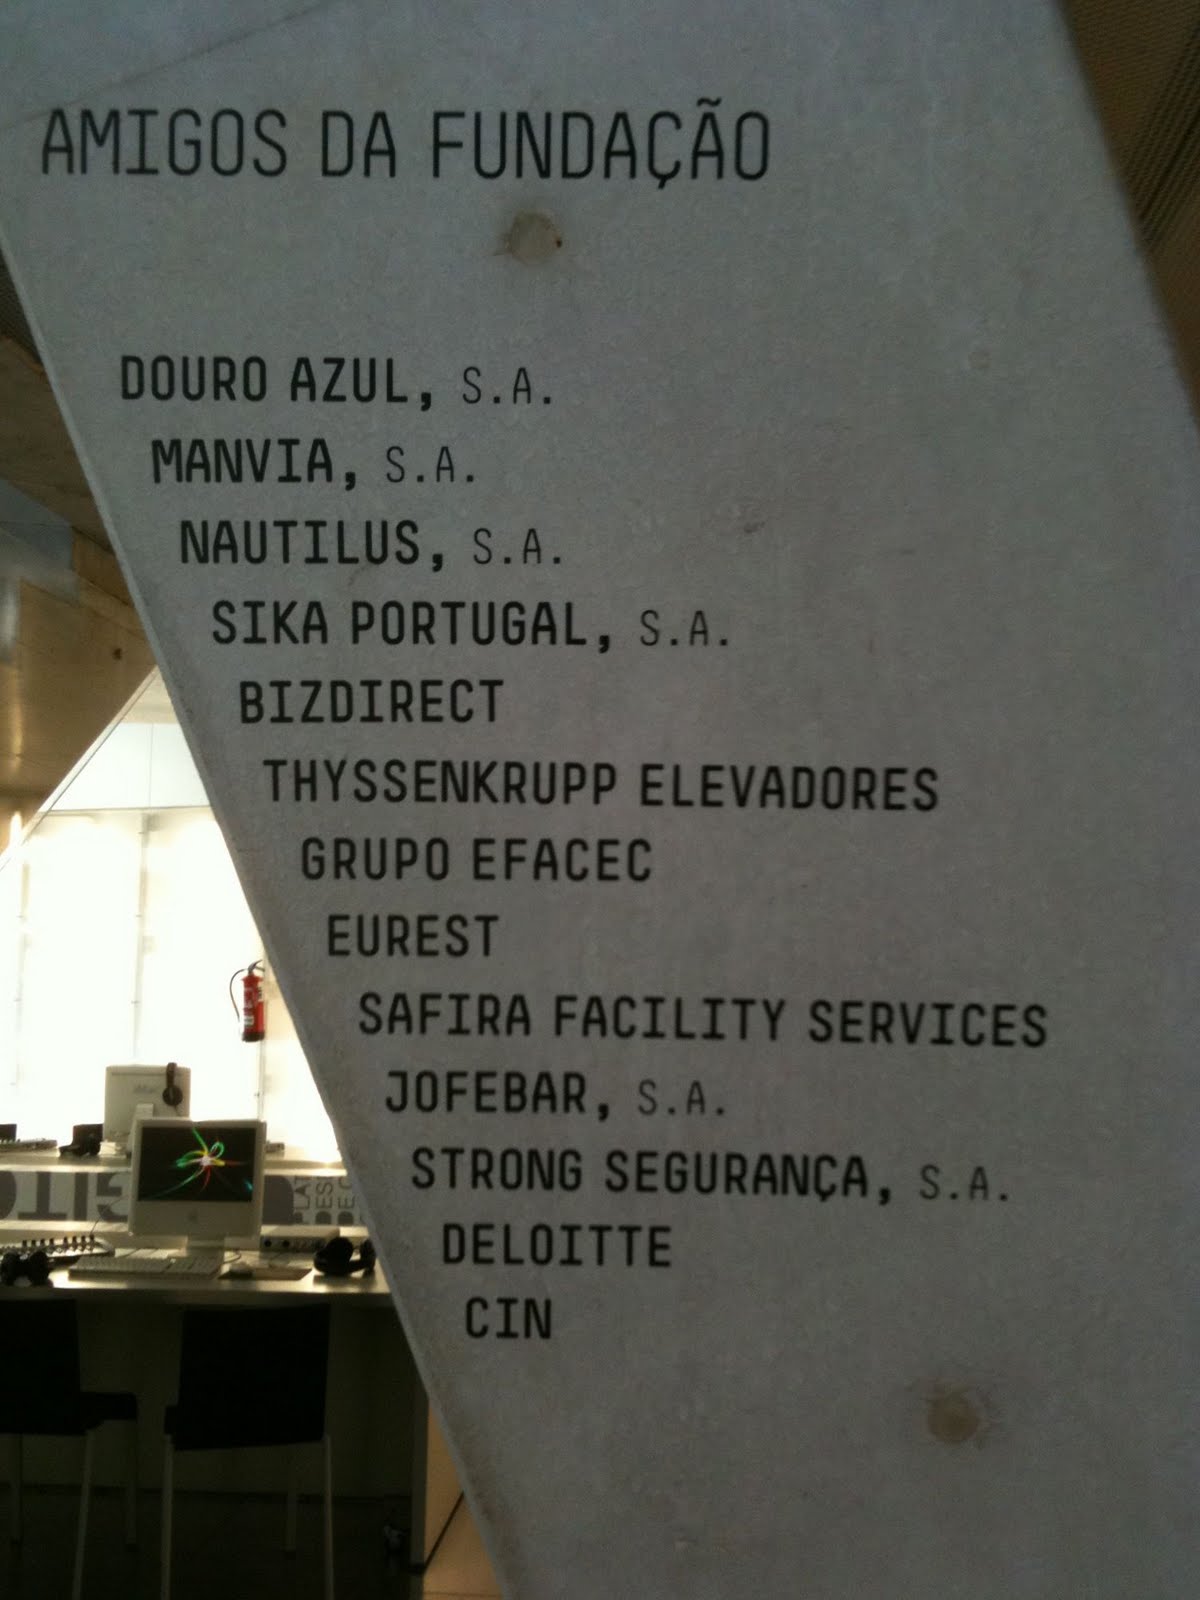 AMIGOS DA FUNDAÇÃO
DOURO AZUL, S.A.
MANVIA, S.A.
NAUTILUS, S.A.
SIKA PORTUGAL, S.A.
BIZDIRECT
THYSSENKRUPP ELEVADORES
GRUPO EFACEC
EUREST
SAFIRA FACILITY SERVICES
JOFEBAR, S.A.
STRONG SEGURANÇA, S.A.
DELOITTE
CIN